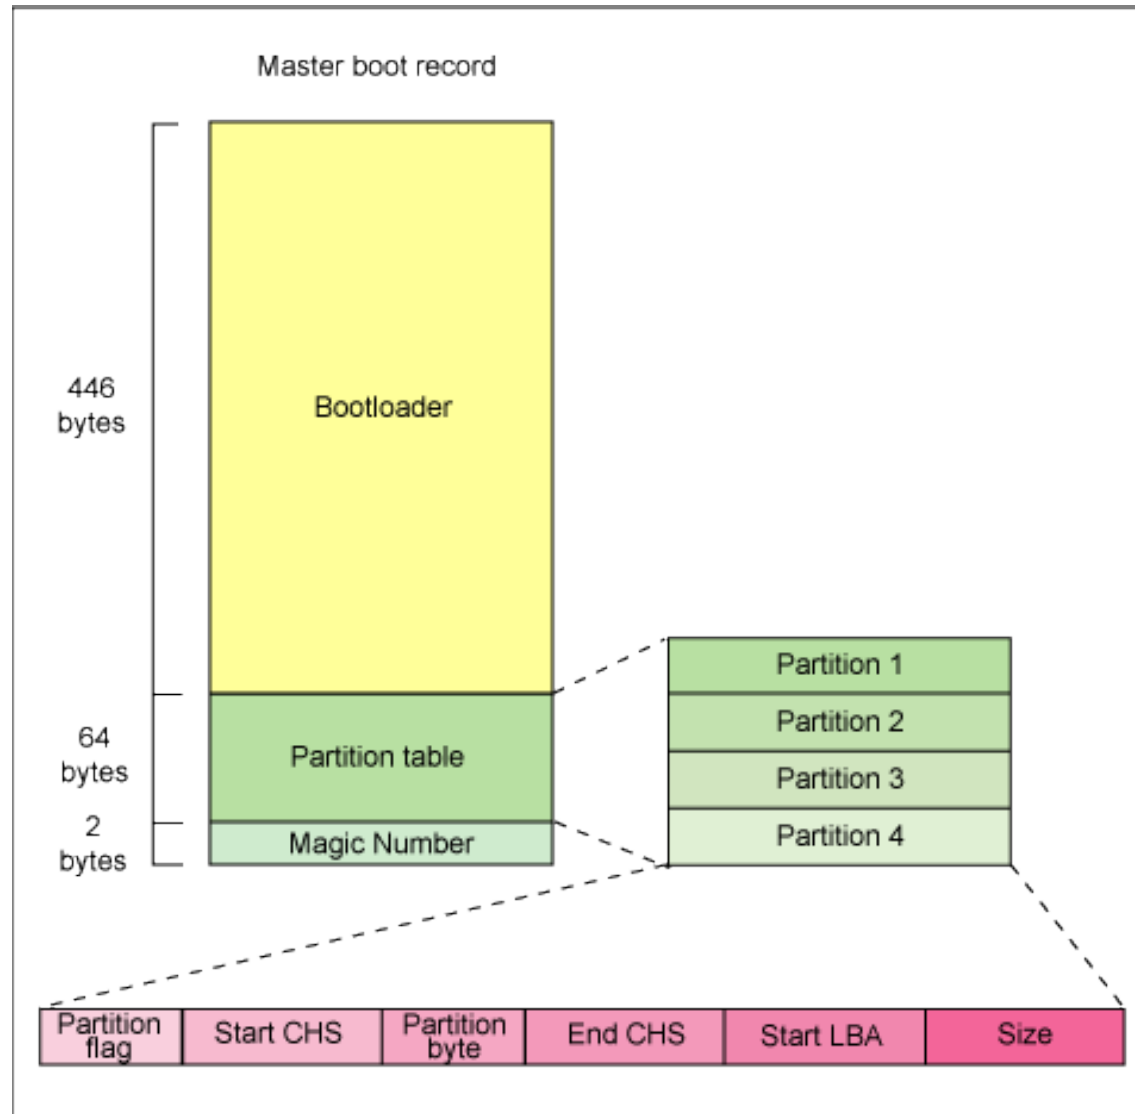 Master boot record
446
bytes
Bootloader
64
bytes
Partition table
2
bytes
Magic Number
Partition 1
Partition 2
Partition 3
Partition 4
Partition
flag
Start CHS
Partition
byte
End CHS
Start LBA
Size